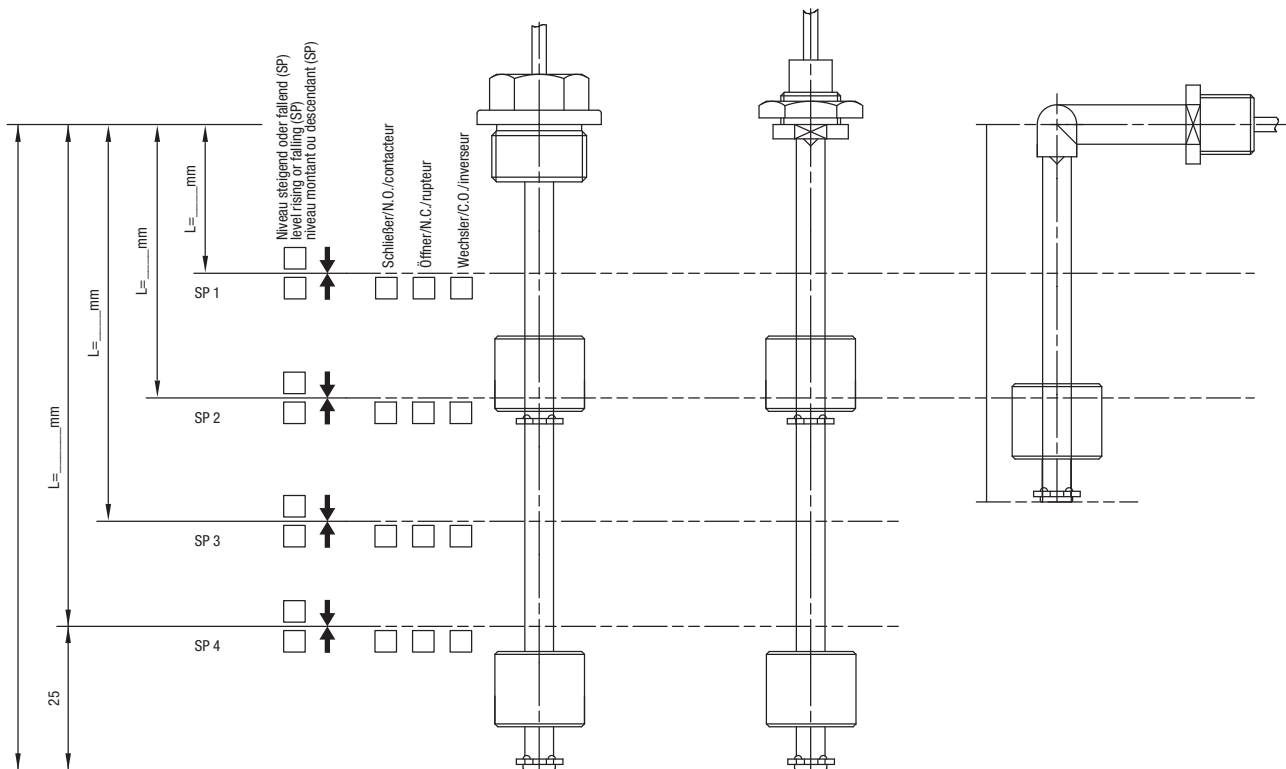 Niveau steigend oder fallend (SP)
level rising or falling (SP)
niveau montant ou descendant (SP)
Schließer/N.O./contacteur
Öffner/N.C./rupteur
Wechsler/C.O./inverseur
L=____mm
L=____mm
L=____mm
L=____mm
SP 1
SP 2
SP 3
SP 4
25